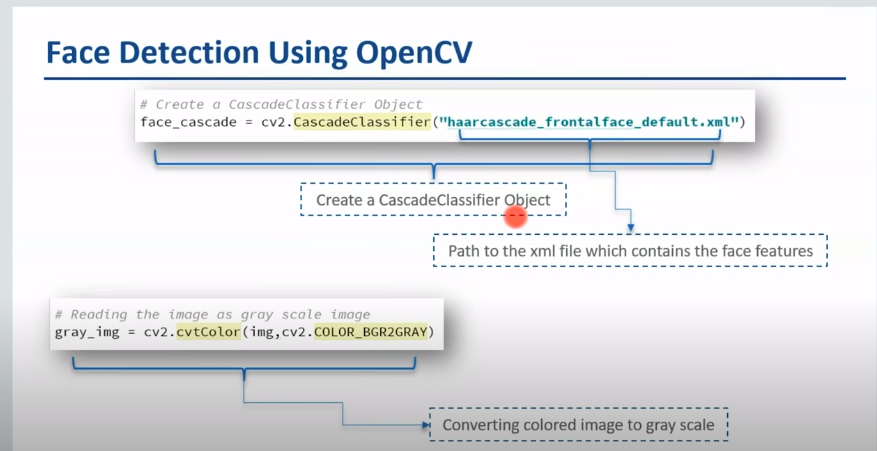 Face Detection Using OpenCV
# Create a CascadeClassifier Object
face_cascade = cv2.CascadeClassifier("haarcascade_frontalface_default.xml")
Create a CascadeClassifier Object
Path to the xml file which contains the face features
# Reading the image as gray scale image
gray_img = cv2.cvtColor(img,cv2.COLOR_BGR2GRAY)
Converting colored image to gray scale